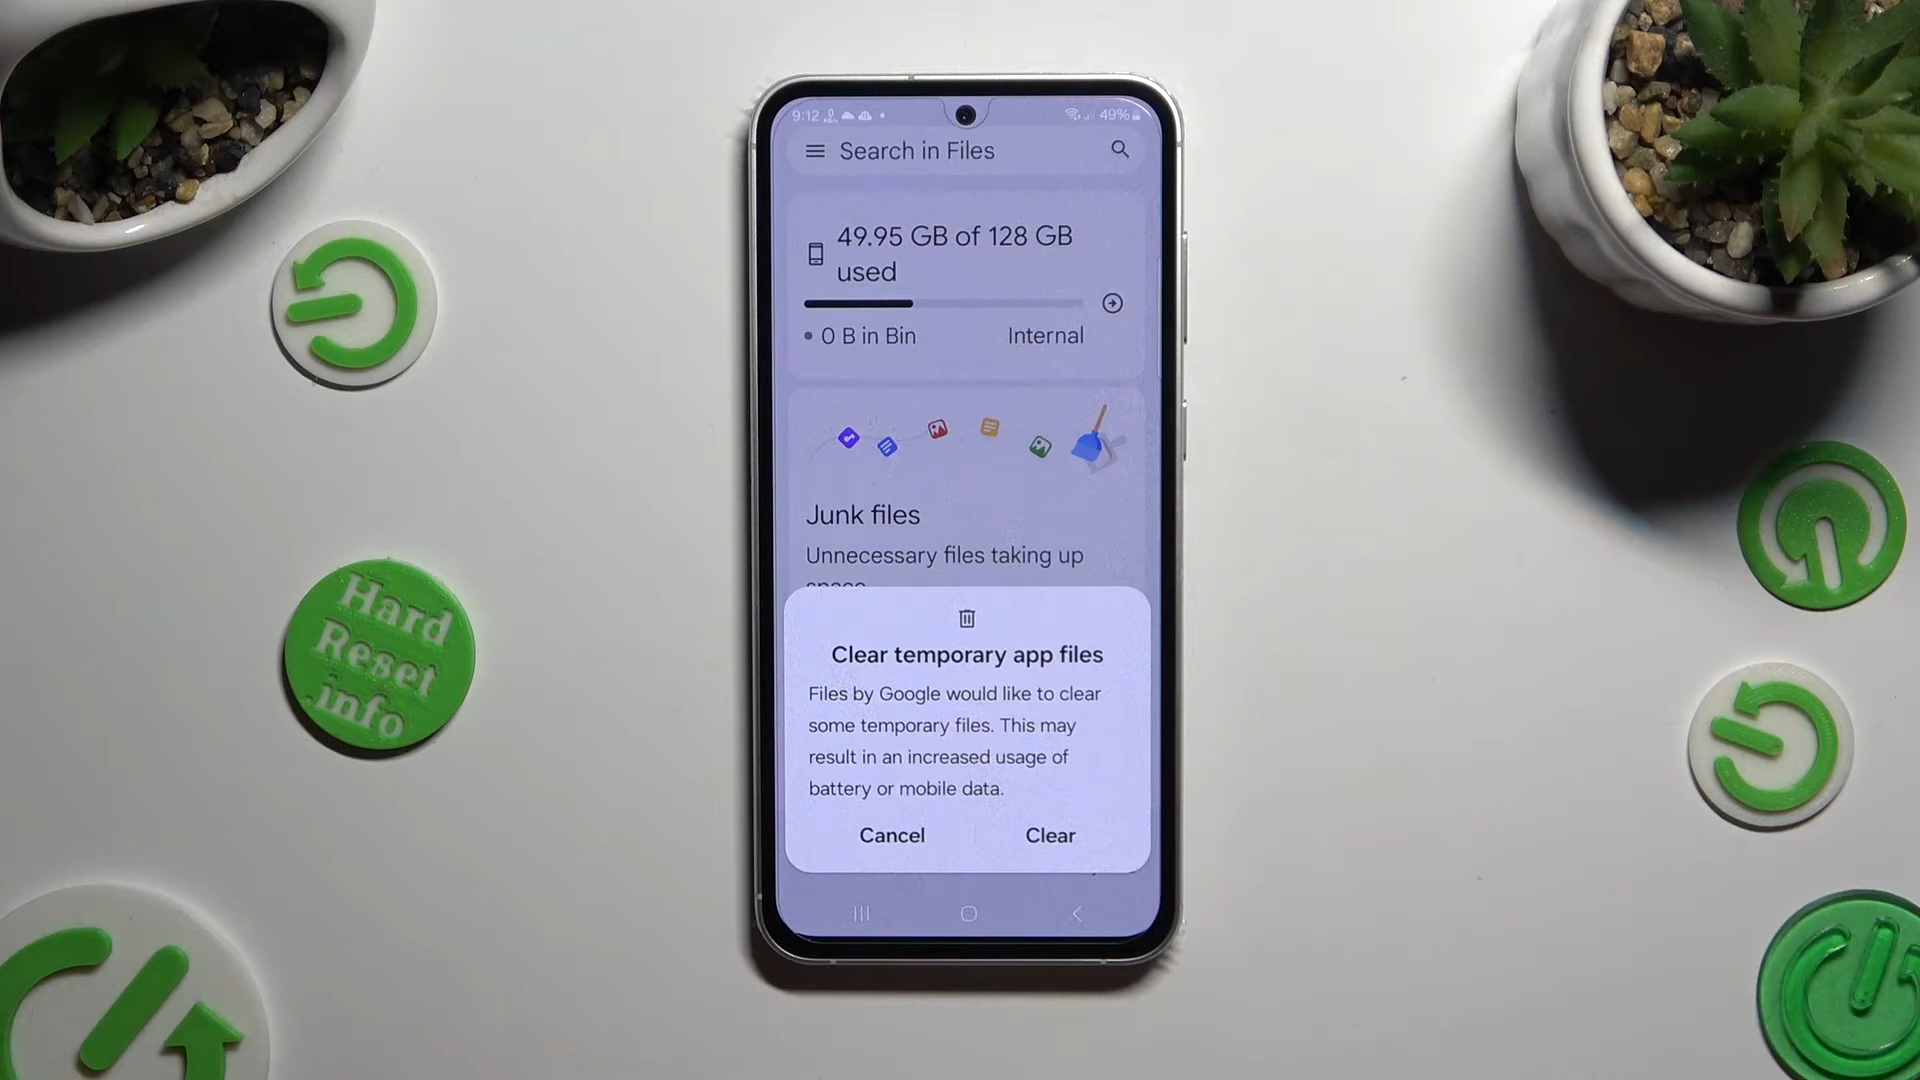 9:12
49%
Search in Files
49.95 GB of 128 GB
used
0 B in Bin
Internal
Junk files
Unnecessary files taking up
Clear temporary app files
Files by Google would like to clear
some temporary files. This may
result in an increased usage of
battery or mobile data.
Cancel
Clear
Hard
Reset
.info